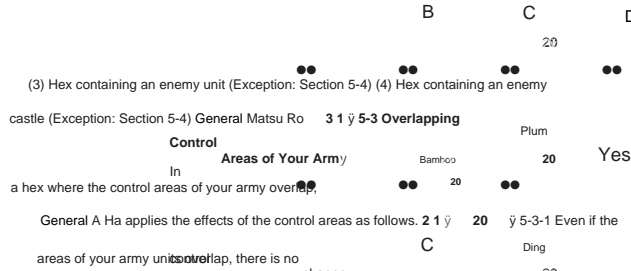 B C
20
●● ●● ●● ●●
(3) Hex containing an enemy unit (Exception: Section 5-4) (4) Hex containing an enemy
castle (Exception: Section 5-4) General Matsu Ro 3 1 ÿ 5-3 Overlapping
Plum
Control
Areas of Your Army Bamboo 20 Yes
In
a hex where the control areas of your army overlap, ●● ●● 20 ●●
General A Ha applies the effects of the control areas as follows. 2 1 ÿ 20 ÿ 5-3-1 Even if the
C Ding
areas of your army units overlap, there is no